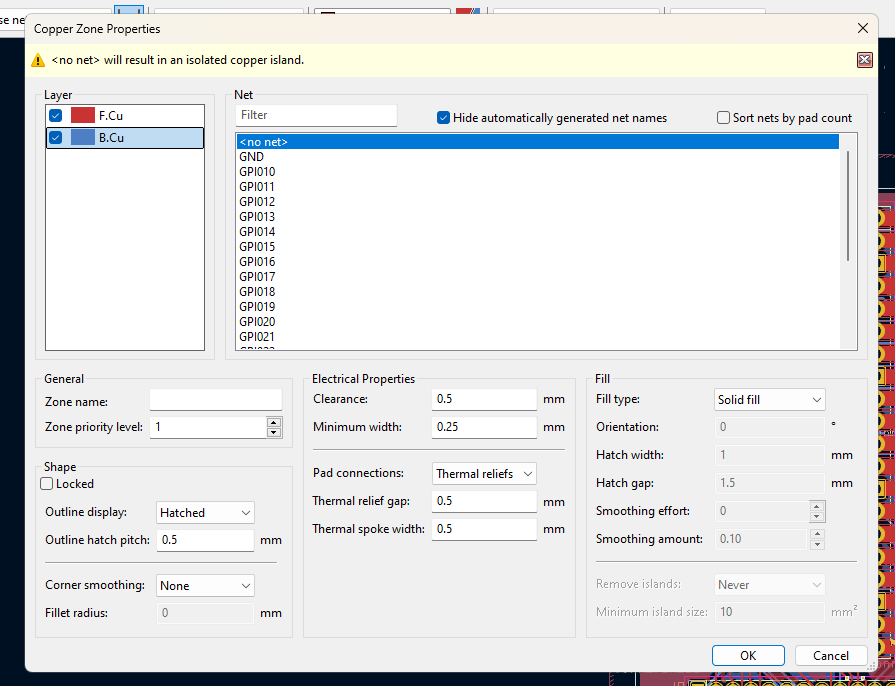 se ne
Copper Zone Properties
<no net> will result in an isolated copper island.
Layer
F.Cu
B.Cu
Net
Filter
Hide automatically generated net names
Sort nets by pad count
<no net>
GND
GPIO10
GPIO11
GPIO12
GPIO13
GPIO14
GPIO15
GPIO16
GPIO17
GPIO18
GPIO19
GPIO20
GPIO21
General
Zone name:
Zone priority level: 1
Shape
Locked
Outline display: Hatched
Outline hatch pitch: 0.5 mm
Corner smoothing: None
Fillet radius: 0 mm
Electrical Properties
Clearance: 0.5 mm
Minimum width: 0.25 mm
Pad connections: Thermal reliefs
Thermal relief gap: 0.5 mm
Thermal spoke width: 0.5 mm
Fill
Fill type: Solid fill
Orientation: 0 °
Hatch width: 1 mm
Hatch gap: 1.5 mm
Smoothing effort: 0
Smoothing amount: 0.10
Remove islands: Never
Minimum island size: 10 mm²
OK
Cancel